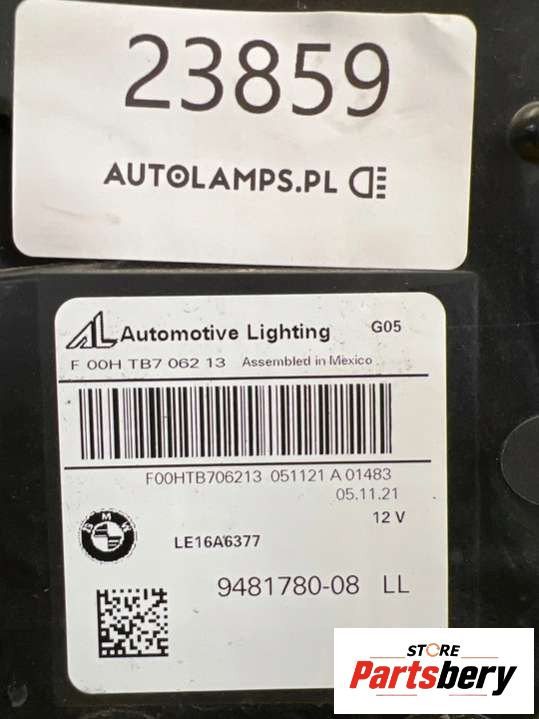 23859
AUTOLAMPS.PL
AL Automotive Lighting G05
F 00H TB7 062 13 Assembled in Mexico
F00HTB706213 051121 A 01483
05.11.21
12 V
BMW
LE16A6377
9481780-08 LL
STORE
Partsbery